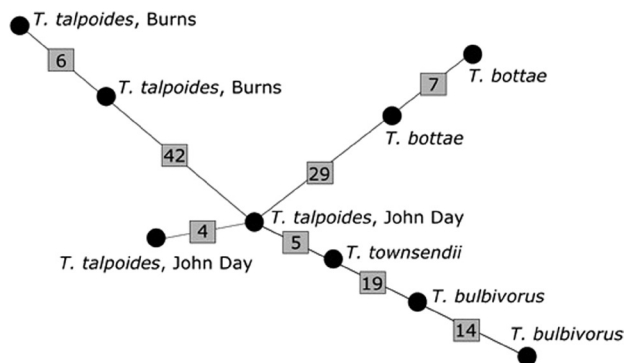 T. talpoides, Burns
6
T. talpoides, Burns
7
T. bottae
T. bottae
42
29
T. talpoides, John Day
4
5
T. talpoides, John Day
T. townsendii
19
T. bulbivorus
14
T. bulbivorus